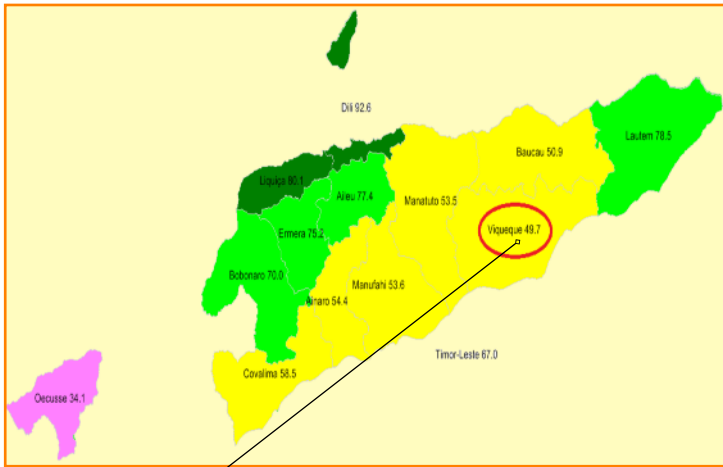 Dili 92.6
Lautem 78.5
Baucau 50.9
Liquiça 80.1
Aileu 77.4
Manatuto 53.5
Ermera 75.2
Viqueque 49.7
Bobonaro 70.0
Manufahi 53.6
Ainaro 54.4
Timor-Leste 67.0
Covalima 58.5
Oecusse 34.1